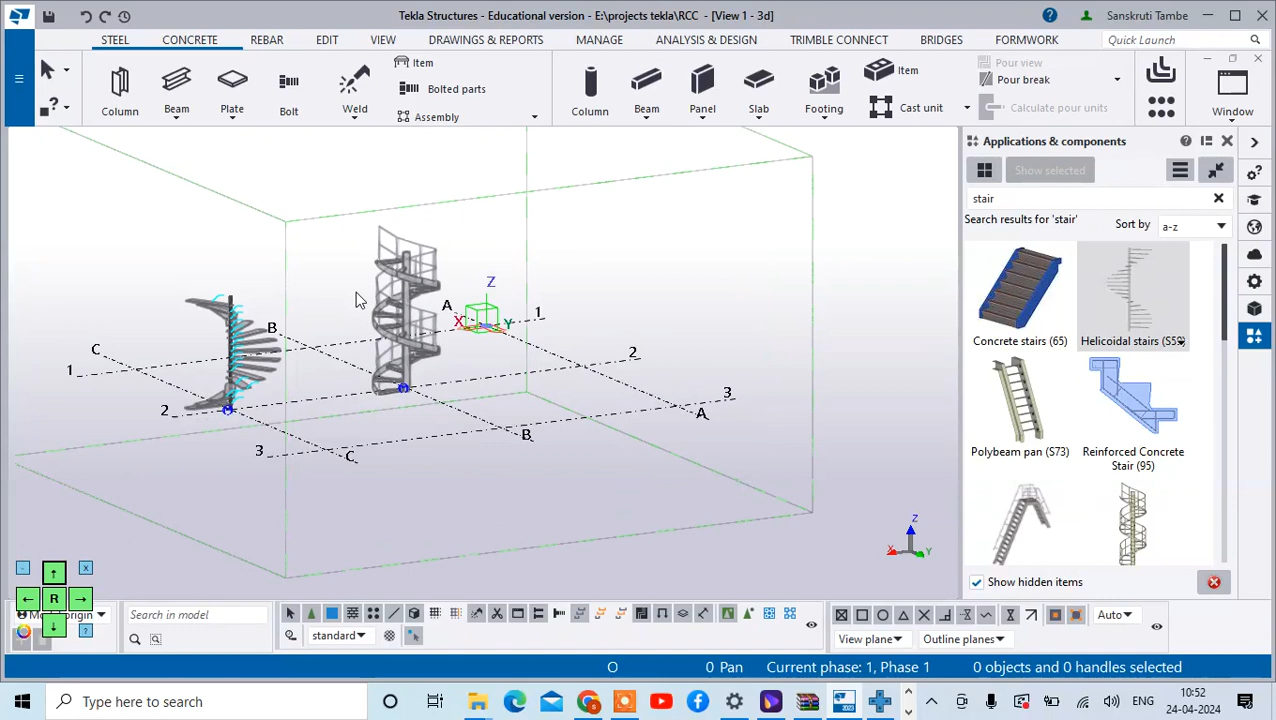 Tekla Structures - Educational version - E:\projects tekla\RCC - [View 1 - 3d]
Sanskruti Tambe
STEEL CONCRETE REBAR EDIT VIEW DRAWINGS & REPORTS MANAGE ANALYSIS & DESIGN TRIMBLE CONNECT BRIDGES FORMWORK Quick Launch
Item
Bolted parts
Assembly
Column Beam Plate Bolt Weld
Column Beam Panel Slab Footing
Item
Cast unit
Pour view
Pour break
Calculate pour units
Window
Applications & components
Show selected
stair
Search results for 'stair'
Sort by a-z
Concrete stairs (65)
Helicoidal stairs (S59)
Polybeam pan (S73)
Reinforced Concrete
Stair (95)
Show hidden items
Z
A
1
X
Y
B
C
1
2
2
3
3
A
B
C
Z
X
Y
R
origin
Search in model
standard
Auto
View plane
Outline planes
O
0 Pan
Current phase: 1, Phase 1
0 objects and 0 handles selected
Type here to search
ENG
10:52
24-04-2024